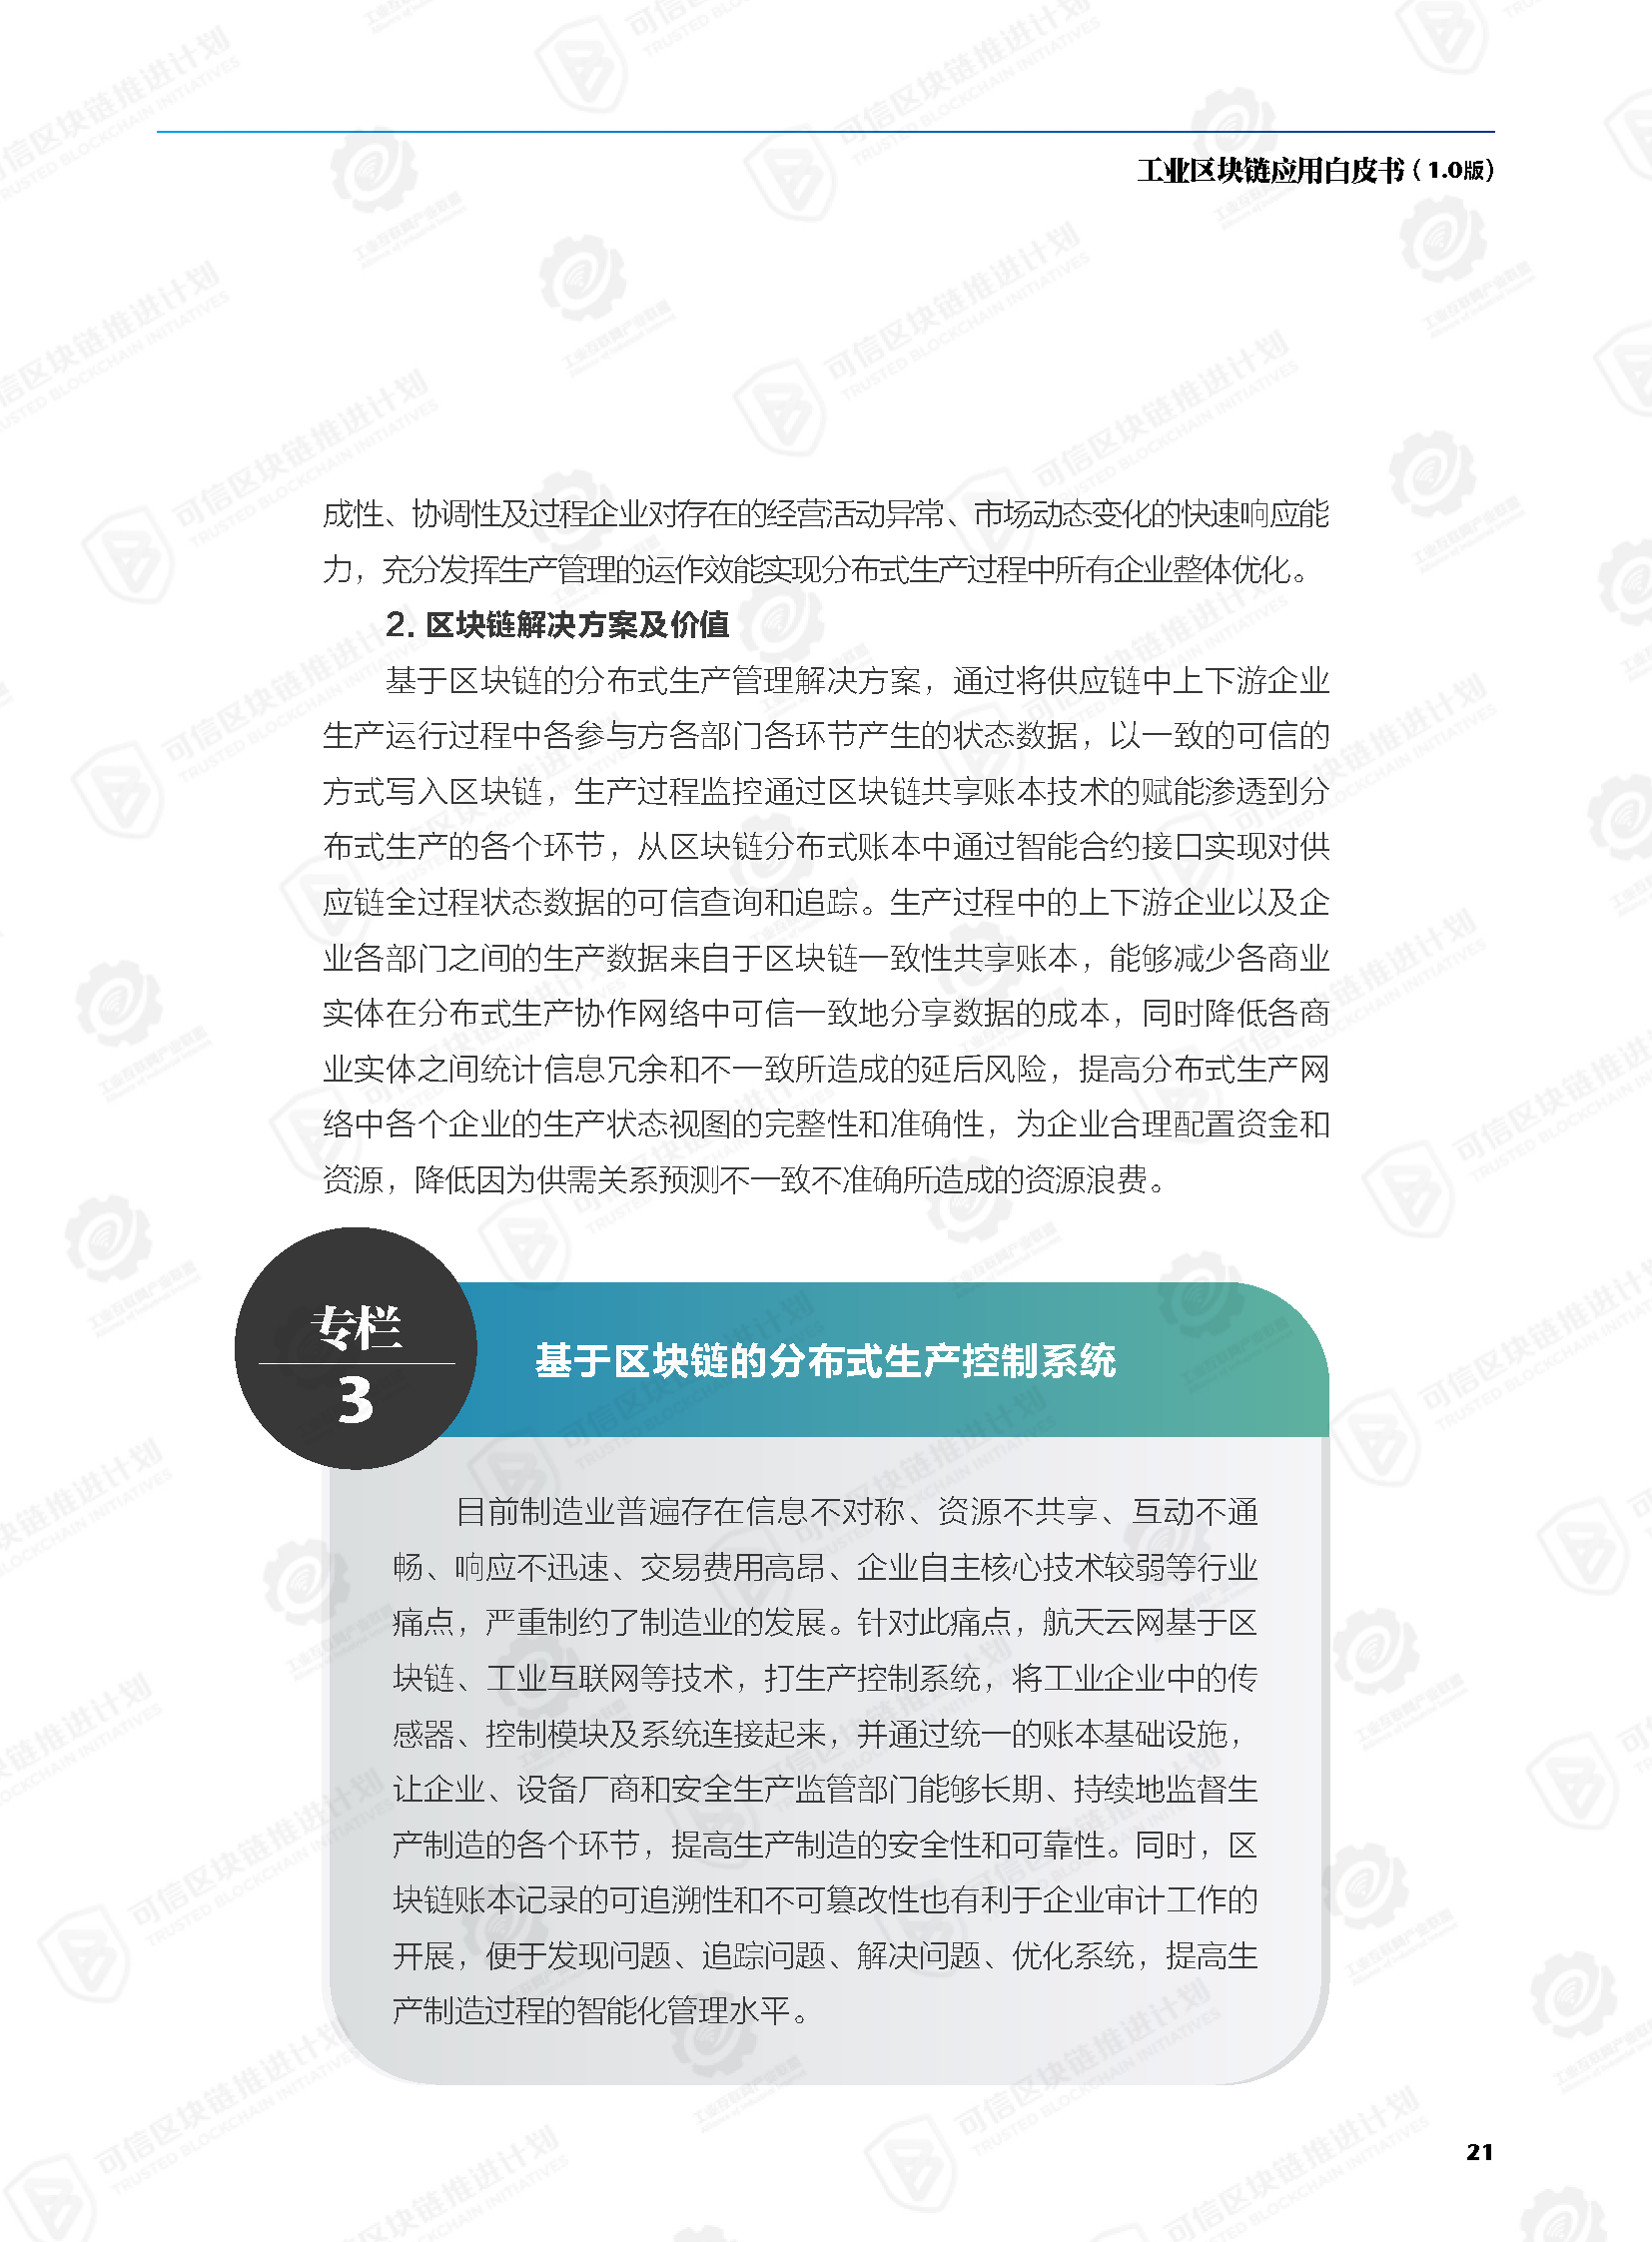 工业区块链应用白皮书（1.0版）
成性、协调性及过程企业对存在的经营活动异常、市场动态变化的快速响应能
力，充分发挥生产管理的运作效能实现分布式生产过程中所有企业整体优化。
2. 区块链解决方案及价值
基于区块链的分布式生产管理解决方案，通过将供应链中上下游企业
生产运行过程中各参与方各部门各环节产生的状态数据，以一致的可信的
方式写入区块链，生产过程监控通过区块链共享账本技术的赋能渗透到分
布式生产的各个环节，从区块链分布式账本中通过智能合约接口实现对供
应链全过程状态数据的可信查询和追踪。生产过程中的上下游企业以及企
业各部门之间的生产数据来自于区块链一致性共享账本，能够减少各商业
实体在分布式生产协作网络中可信一致地分享数据的成本，同时降低各商
业实体之间统计信息冗余和不一致所造成的延后风险，提高分布式生产网
络中各个企业的生产状态视图的完整性和准确性，为企业合理配置资金和
资源，降低因为供需关系预测不一致不准确所造成的资源浪费。
专栏
3
基于区块链的分布式生产控制系统
目前制造业普遍存在信息不对称、资源不共享、互动不通
畅、响应不迅速、交易费用高昂、企业自主核心技术较弱等行业
痛点，严重制约了制造业的发展。针对此痛点，航天云网基于区
块链、工业互联网等技术，打生产控制系统，将工业企业中的传
感器、控制模块及系统连接起来，并通过统一的账本基础设施，
让企业、设备厂商和安全生产监管部门能够长期、持续地监督生
产制造的各个环节，提高生产制造的安全性和可靠性。同时，区
块链账本记录的可追溯性和不可篡改性也有利于企业审计工作的
开展，便于发现问题、追踪问题、解决问题、优化系统，提高生
产制造过程的智能化管理水平。
21
可信区块链推进计划
TRUSTED BLOCKCHAIN INITIATIVES
工业互联网产业联盟